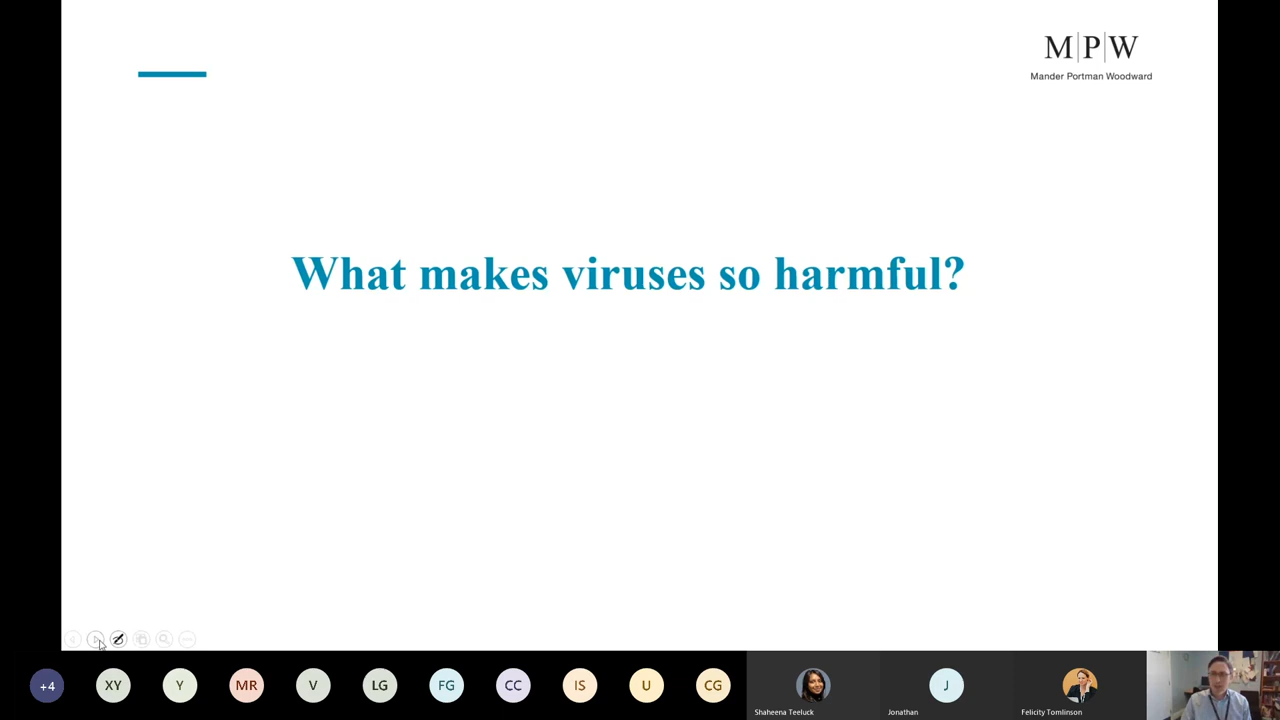 M|P|W
Mander Portman Woodward
What makes viruses so harmful?
+4
XY
Y
MR
V
LG
FG
CC
IS
U
CG
J
Shaheena Teeluck
Jonathan
Felicity Tomlinson